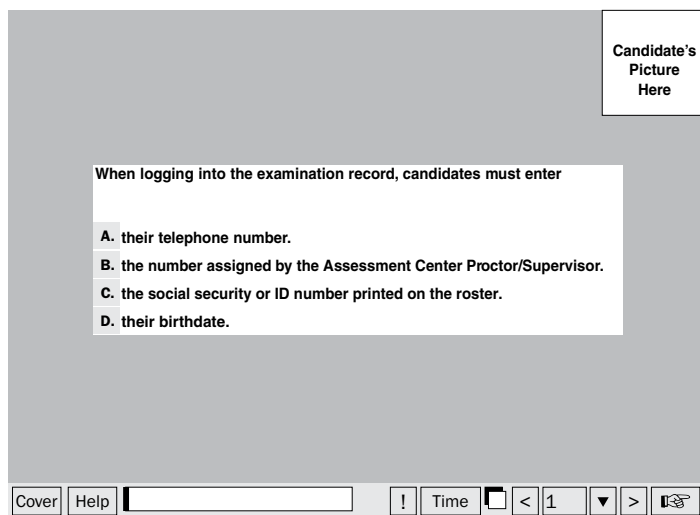 Candidate's
Picture
Here
When logging into the examination record, candidates must enter
A. their telephone number.
B. the number assigned by the Assessment Center Proctor/Supervisor.
C. the social security or ID number printed on the roster.
D. their birthdate.
Cover Help ! Time < 1 ▼ > ☞